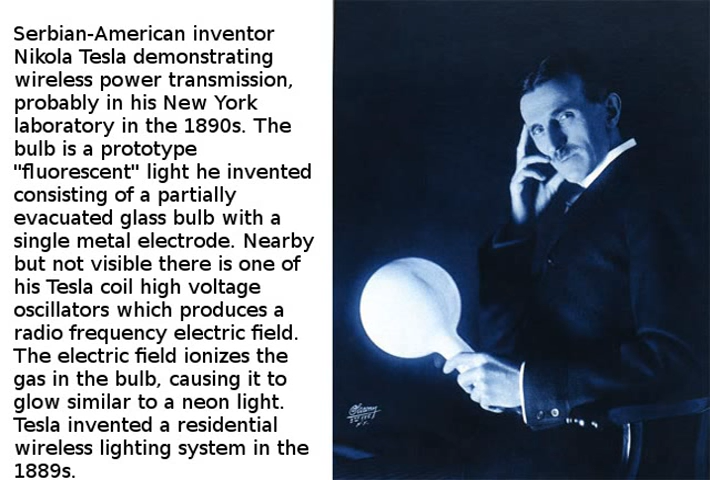 Serbian-American inventor
Nikola Tesla demonstrating
wireless power transmission,
probably in his New York
laboratory in the 1890s. The
bulb is a prototype
"fluorescent" light he invented
consisting of a partially
evacuated glass bulb with a
single metal electrode. Nearby
but not visible there is one of
his Tesla coil high voltage
oscillators which produces a
radio frequency electric field.
The electric field ionizes the
gas in the bulb, causing it to
glow similar to a neon light.
Tesla invented a residential
wireless lighting system in the
1889s.